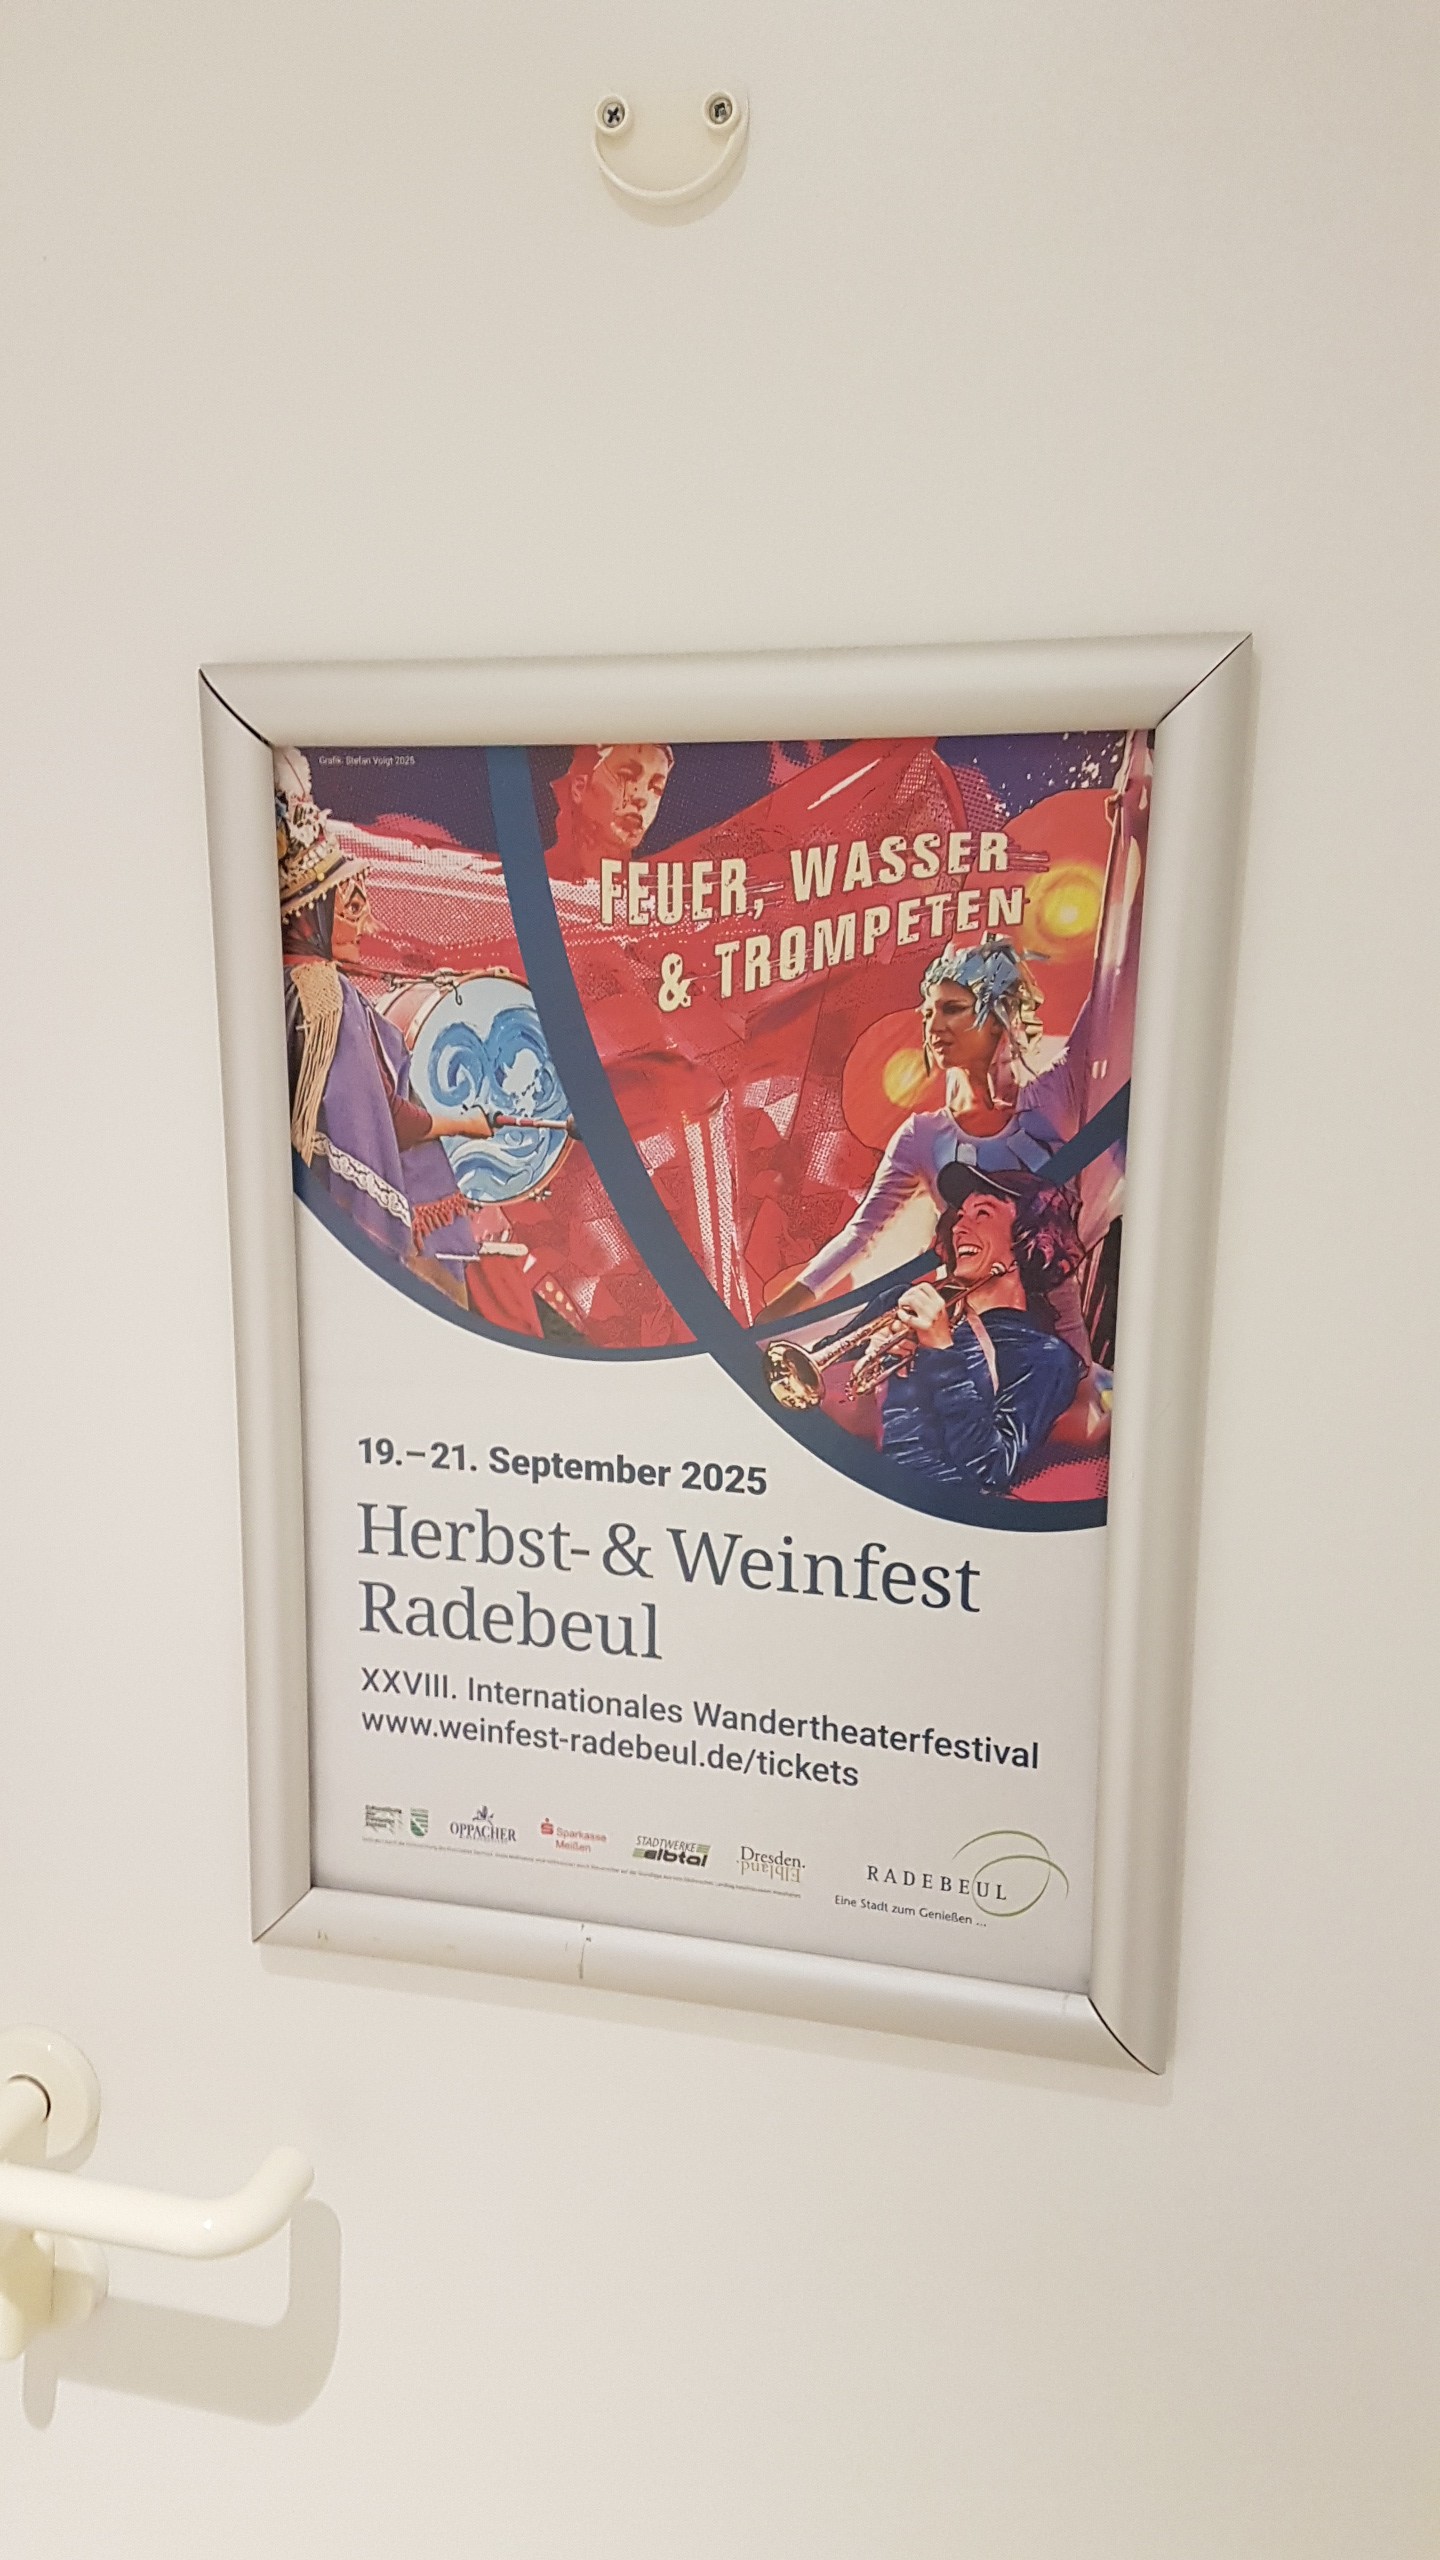 Grafik: Stefan Voigt 2025
FEUER, WASSER
& TROMPETEN
19.–21. September 2025
Herbst- & Weinfest
Radebeul
XXVIII. Internationales Wandertheaterfestival
www.weinfest-radebeul.de/tickets
OPPACHER
Sparkasse
Meißen
STADTWERKE
elbtal
Dresden.
Elbland
RADEBEUL
Eine Stadt zum Genießen ...